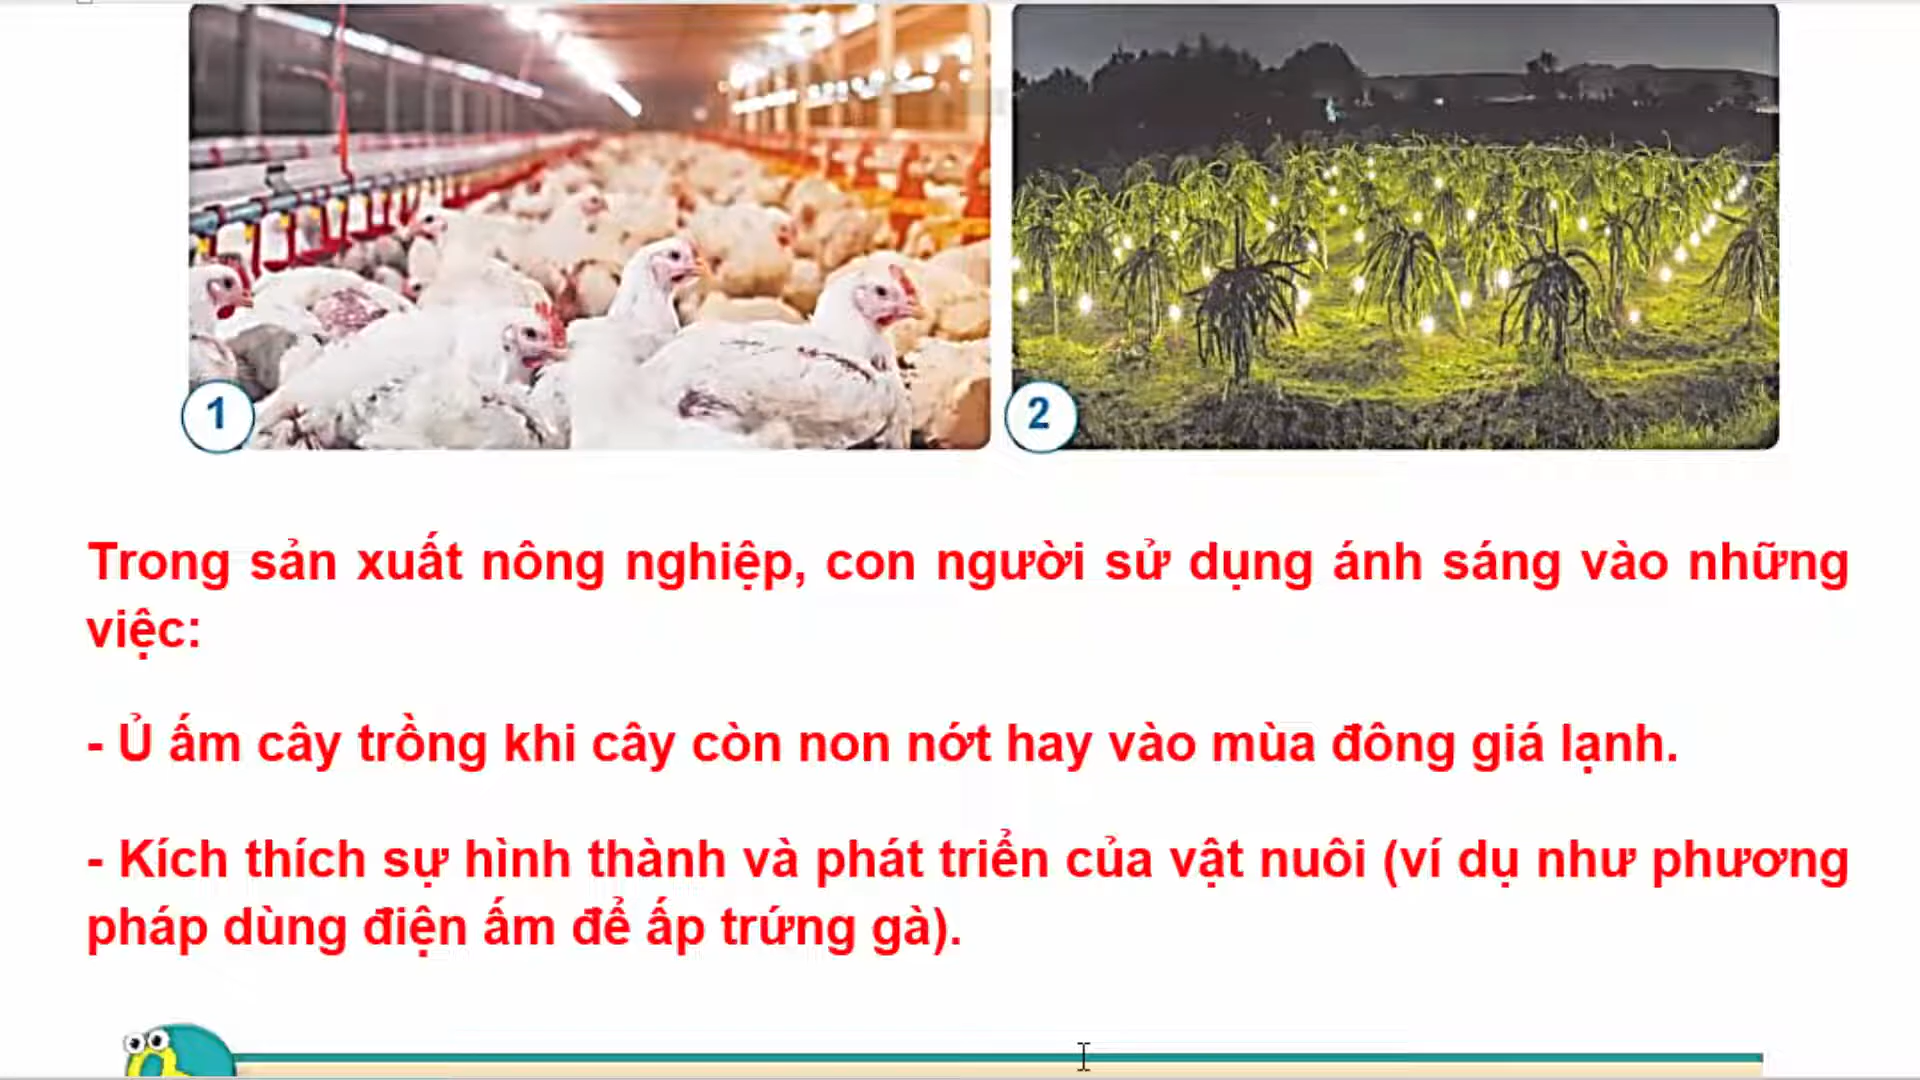 1
2
Trong sản xuất nông nghiệp, con người sử dụng ánh sáng vào những
việc:
- Ủ ấm cây trồng khi cây còn non nớt hay vào mùa đông giá lạnh.
- Kích thích sự hình thành và phát triển của vật nuôi (ví dụ như phương
pháp dùng điện ấm để ấp trứng gà).